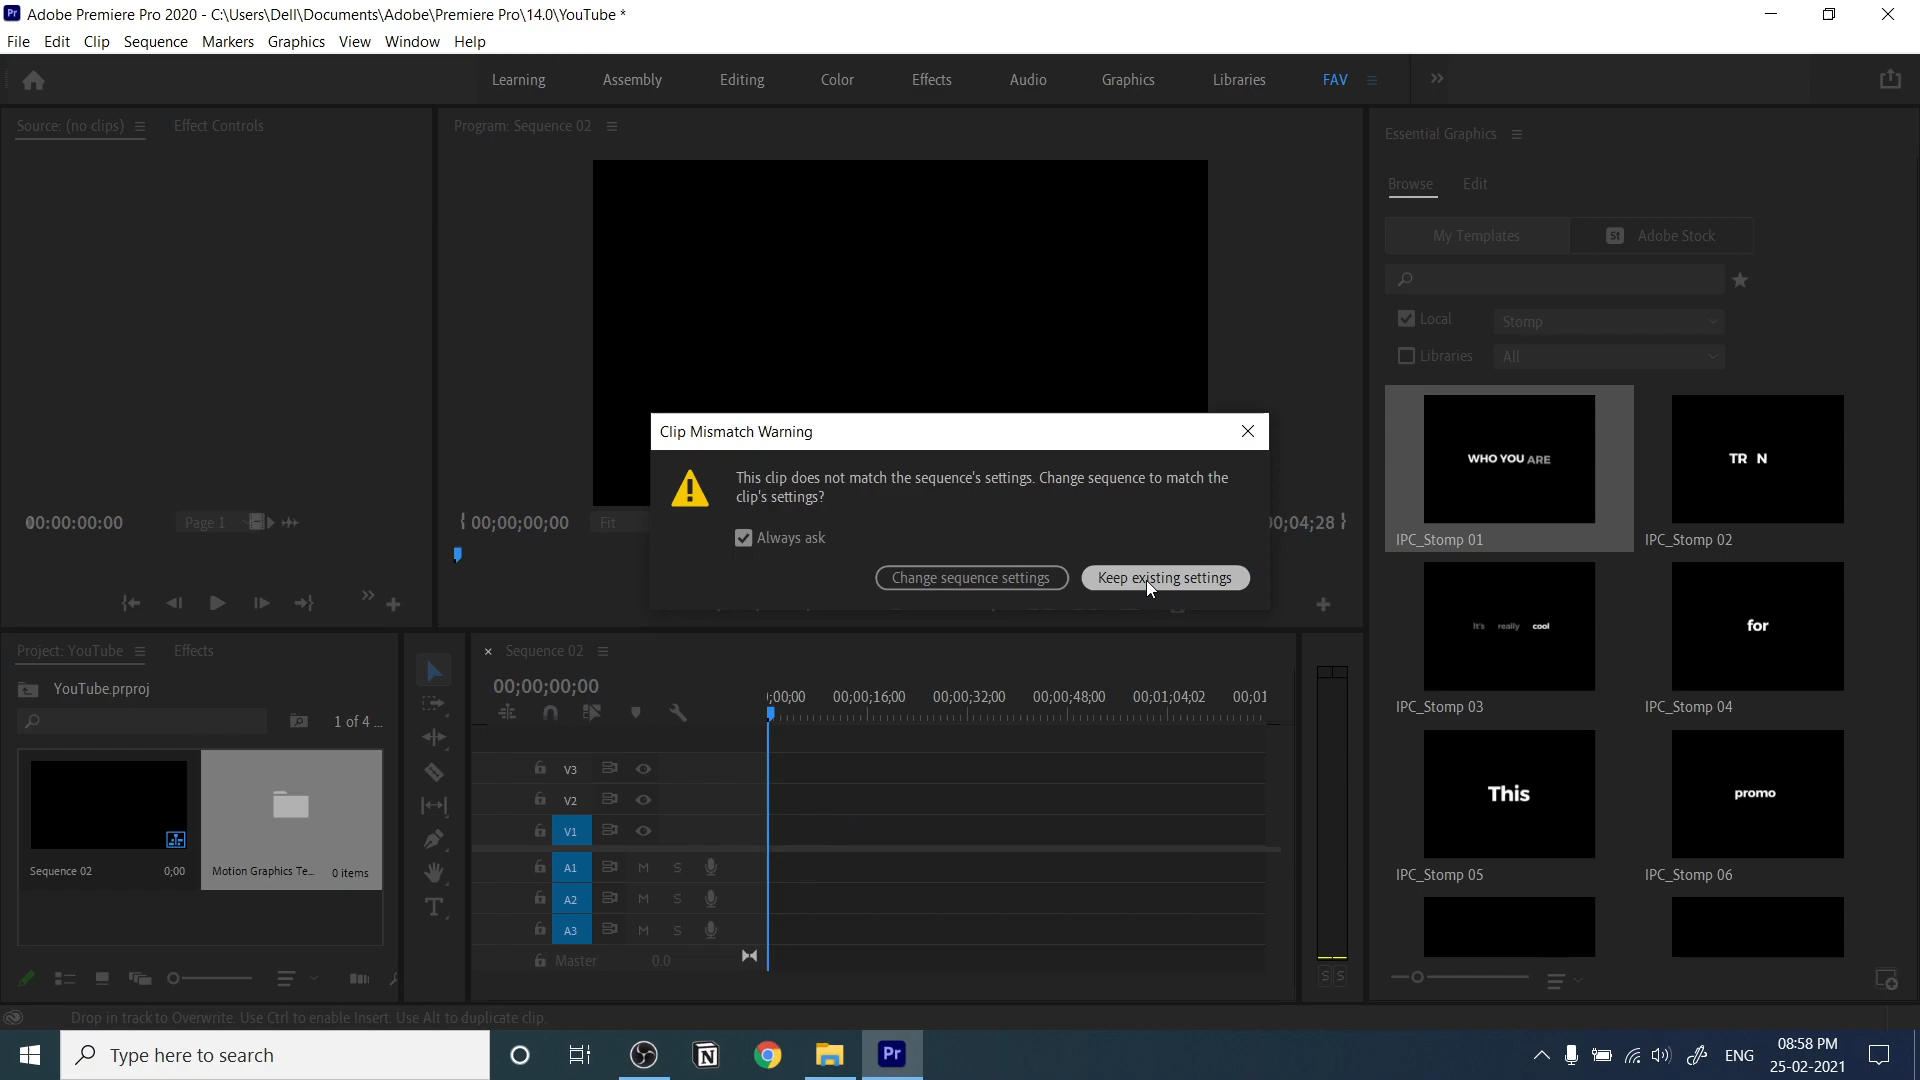 Adobe Premiere Pro 2020 - C:\Users\Dell\Documents\Adobe\Premiere Pro\14.0\YouTube *
File Edit Clip Sequence Markers Graphics View Window Help
Learning Assembly Editing Color Effects Audio Graphics Libraries FAV
Source: (no clips) Effect Controls
Program: Sequence 02
Essential Graphics
Browse Edit
My Templates St Adobe Stock
Local Stomp
Libraries All
WHO YOU ARE
IPC_Stomp 01
TR N
IPC_Stomp 02
It's really cool
IPC_Stomp 03
for
IPC_Stomp 04
This
IPC_Stomp 05
promo
IPC_Stomp 06
Clip Mismatch Warning
This clip does not match the sequence's settings. Change sequence to match the
clip's settings?
Always ask
Change sequence settings Keep existing settings
00:00:00:00 Page 1
00;00;00;00 Fit
0;04;28
Project: YouTube Effects
YouTube.prproj
1 of 4 ...
Sequence 02 0;00
Motion Graphics Te... 0 items
Sequence 02
00;00;00;00
;00;00 00;00;16;00 00;00;32;00 00;00;48;00 00;01;04;02 00;01
V3
V2
V1
A1 M S
A2 M S
A3 M S
Master 0.0
S S
Drop in track to Overwrite. Use Ctrl to enable Insert. Use Alt to duplicate clip.
Type here to search
Pr
ENG
08:58 PM
25-02-2021